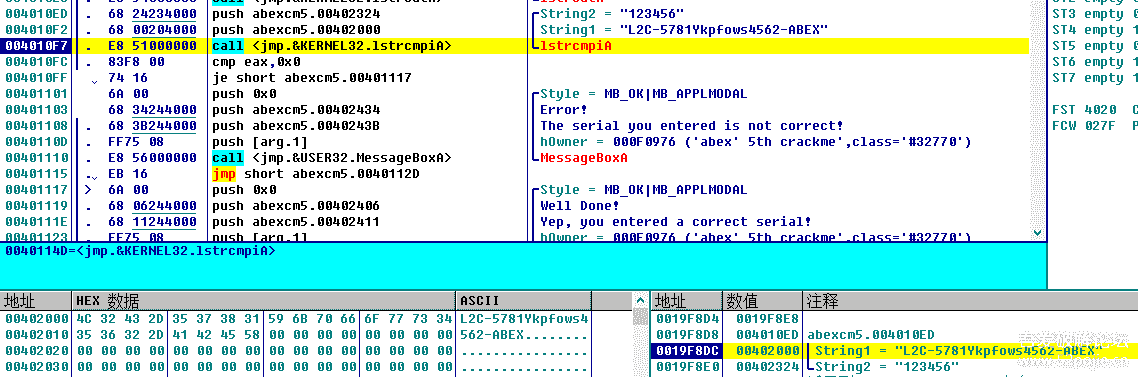 004010ED . 68 24234000 push abexcm5.00402324 String2 = "123456" ST3 empty
004010F2 . 68 00204000 push abexcm5.00402000 String1 = "L2C-5781Ykpfows4562-ABEX" ST4 empty 1
004010F7 . E8 51000000 call <jmp.&KERNEL32.lstrcmpiA> lstrcmpiA ST5 empty 0
004010FC . 83F8 00 cmp eax,0x0 ST6 empty 1
004010FF 74 16 je short abexcm5.00401117 ST7 empty 1
00401101 6A 00 push 0x0 Style = MB_OK|MB_APPLMODAL
00401103 68 34244000 push abexcm5.00402434 Error! FST 4020 C
00401108 . 68 3B244000 push abexcm5.0040243B The serial you entered is not correct! FCW 027F P
0040110D . FF75 08 push [arg.1] hOwner = 000F0976 ('abex' 5th crackme',class='#32770')
00401110 . E8 56000000 call <jmp.&USER32.MessageBoxA> MessageBoxA
00401115 . EB 16 jmp short abexcm5.0040112D
00401117 > 6A 00 push 0x0 Style = MB_OK|MB_APPLMODAL
00401119 . 68 06244000 push abexcm5.00402406 Well Done!
0040111E . 68 11244000 push abexcm5.00402411 Yep, you entered a correct serial!
00401123 . FF75 08 push [arg.1] hOwner = 000F0976 ('abex' 5th crackme',class='#32770')
0040114D=<jmp.&KERNEL32.lstrcmpiA>
地址 HEX 数据 ASCII
00402000 4C 32 43 2D 35 37 38 31 59 6B 70 66 6F 77 73 34 L2C-5781Ykpfows4
00402010 35 36 32 2D 41 42 45 58 00 00 00 00 00 00 00 00 562-ABEX........
00402020 00 00 00 00 00 00 00 00 00 00 00 00 00 00 00 00 ................
00402030 00 00 00 00 00 00 00 00 00 00 00 00 00 00 00 00 ................
地址 数值 注释
0019F8D4 0019F8E8
0019F8D8 004010ED abexcm5.004010ED
0019F8DC 00402000 String1 = "L2C-5781Ykpfows4562-ABEX"
0019F8E0 00402324 String2 = "123456"